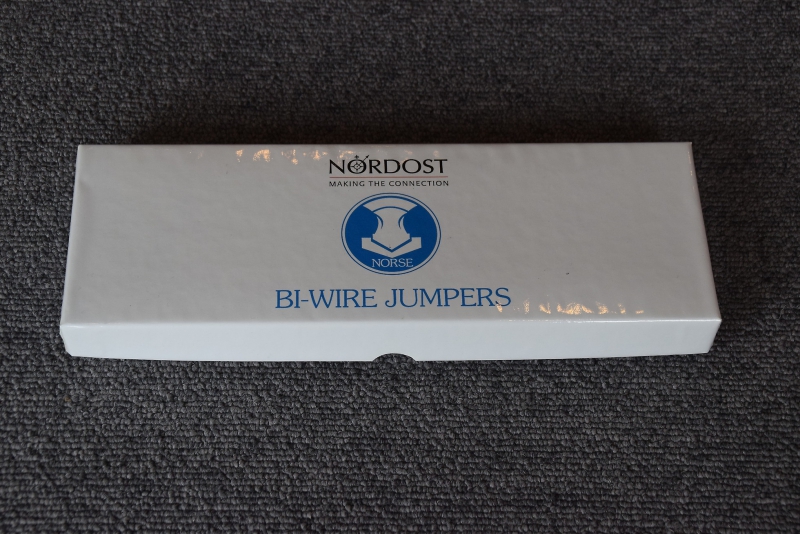 NORDOST
MAKING THE CONNECTION
NORSE
BI-WIRE JUMPERS